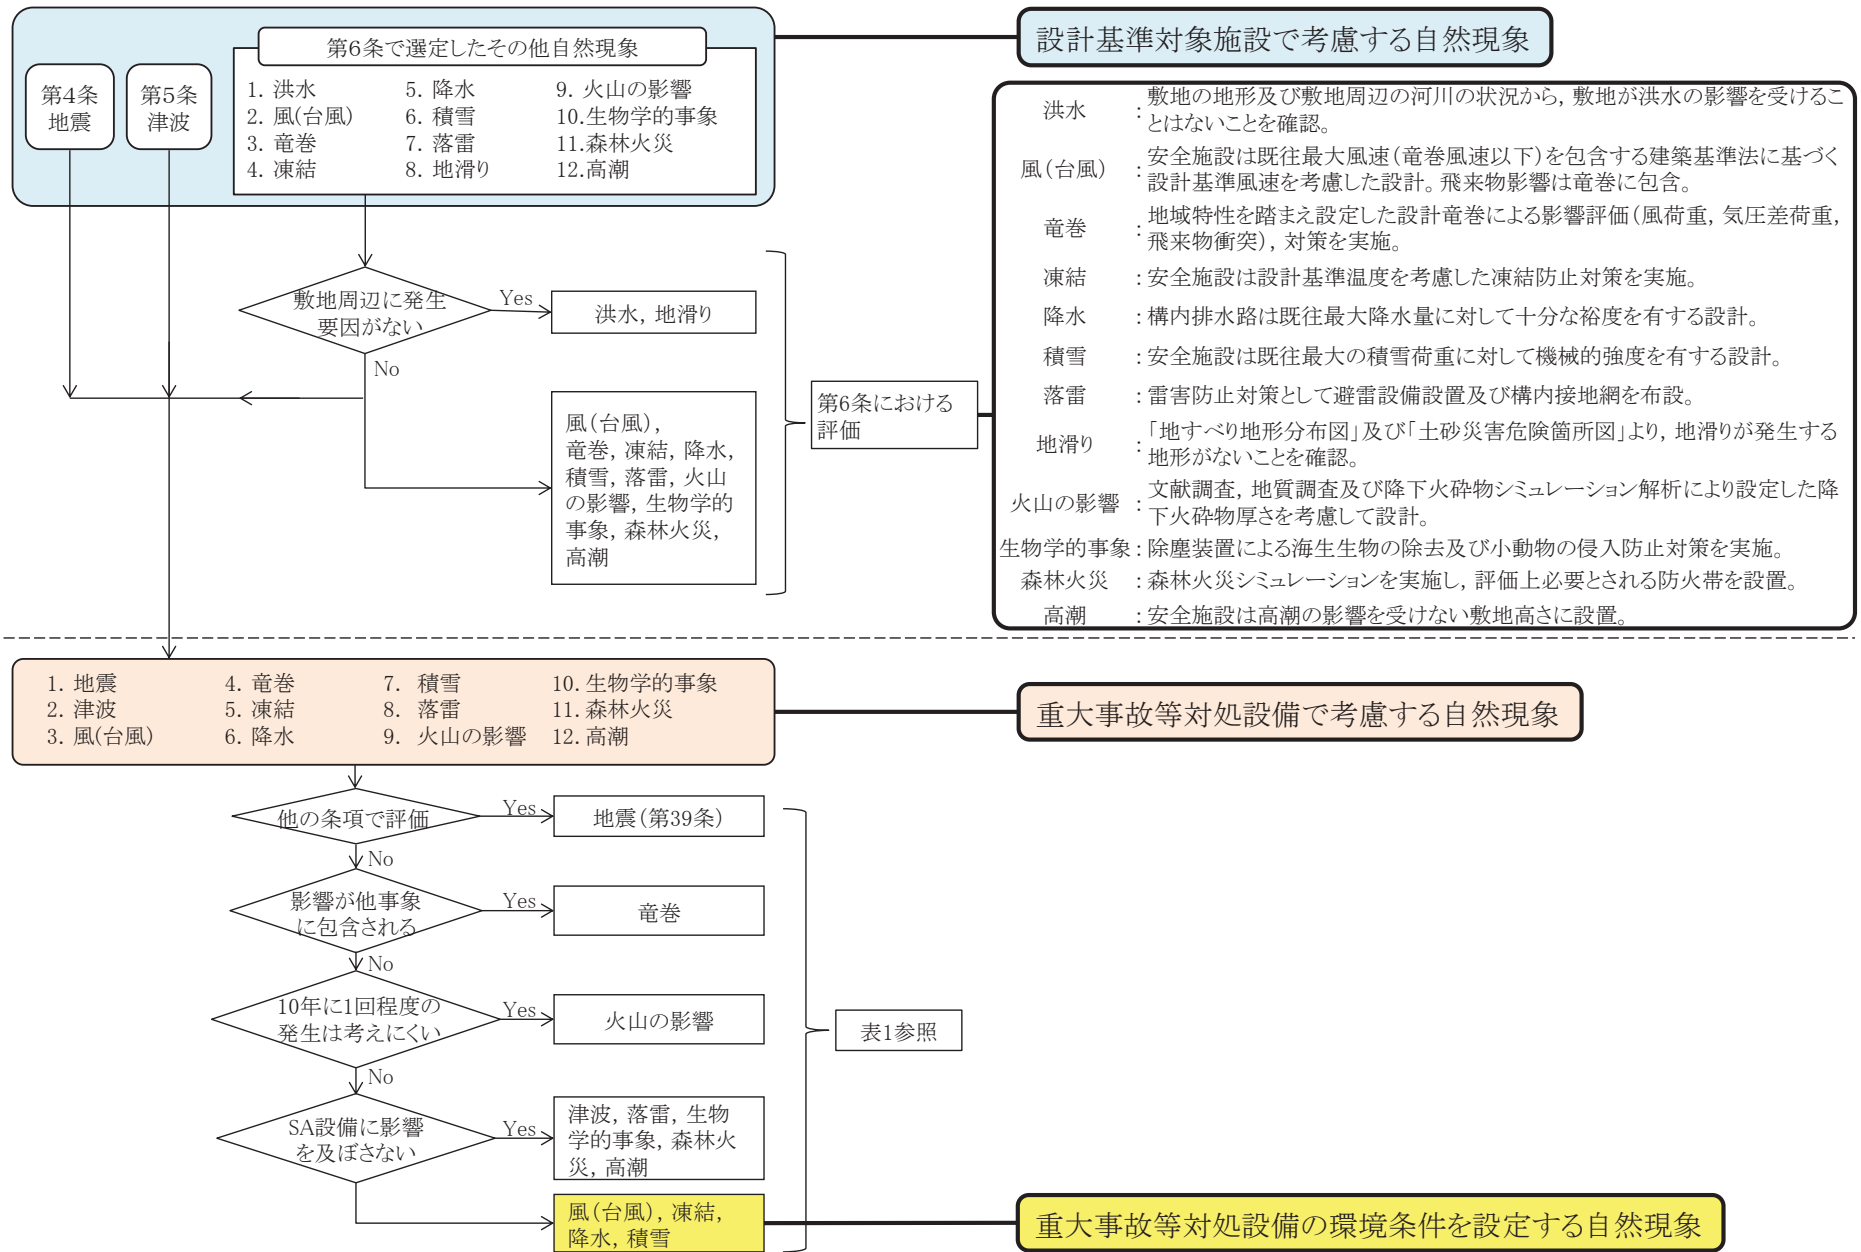 第6条で選定したその他自然現象
設計基準対象施設で考慮する自然現象
第4条
地震
第5条
津波
1. 洪水
2. 風(台風)
3. 竜巻
4. 凍結
5. 降水
6. 積雪
7. 落雷
8. 地滑り
9. 火山の影響
10.生物学的事象
11.森林火災
12.高潮
敷地周辺に発生
要因がない
Yes
洪水, 地滑り
No
風(台風),
竜巻, 凍結, 降水,
積雪, 落雷, 火山
の影響, 生物学的
事象, 森林火災,
高潮
第6条における
評価
洪水 : 敷地の地形及び敷地周辺の河川の状況から, 敷地が洪水の影響を受けるこ
とはないことを確認。
風(台風) : 安全施設は既往最大風速(竜巻風速以下)を包含する建築基準法に基づく
設計基準風速を考慮した設計。飛来物影響は竜巻に包含。
竜巻 : 地域特性を踏まえ設定した設計竜巻による影響評価(風荷重, 気圧差荷重,
飛来物衝突), 対策を実施。
凍結 : 安全施設は設計基準温度を考慮した凍結防止対策を実施。
降水 : 構内排水路は既往最大降水量に対して十分な裕度を有する設計。
積雪 : 安全施設は既往最大の積雪荷重に対して機械的強度を有する設計。
落雷 : 雷害防止対策として避雷設備設置及び構内接地網を布設。
地滑り : 「地すべり地形分布図」及び「土砂災害危険箇所図」より, 地滑りが発生する
地形がないことを確認。
火山の影響 : 文献調査, 地質調査及び降下火砕物シミュレーション解析により設定した降
下火砕物厚さを考慮して設計。
生物学的事象 : 除塵装置による海生生物の除去及び小動物の侵入防止対策を実施。
森林火災 : 森林火災シミュレーションを実施し, 評価上必要とされる防火帯を設置。
高潮 : 安全施設は高潮の影響を受けない敷地高さに設置。
1. 地震
2. 津波
3. 風(台風)
4. 竜巻
5. 凍結
6. 降水
7. 積雪
8. 落雷
9. 火山の影響
10.生物学的事象
11.森林火災
12.高潮
重大事故等対処設備で考慮する自然現象
他の条項で評価
Yes
地震(第39条)
No
影響が他事象
に包含される
Yes
竜巻
No
10年に1回程度の
発生は考えにくい
Yes
火山の影響
表1参照
No
SA設備に影響
を及ぼさない
Yes
津波, 落雷, 生物
学的事象, 森林火
災, 高潮
風(台風), 凍結,
降水, 積雪
重大事故等対処設備の環境条件を設定する自然現象